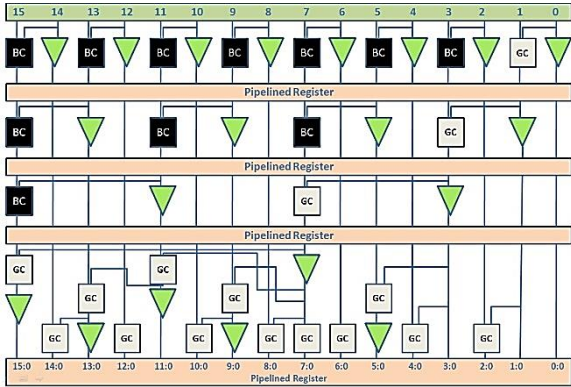 15 14 13 12 11 10 9 8 7 6 5 4 3 2 1 0
BC BC BC BC BC BC BC GC
Pipelined Register
BC BC BC GC
Pipelined Register
BC GC
Pipelined Register
GC GC
GC GC GC
GC GC GC GC GC GC GC GC
15:0 14:0 13:0 12:0 11:0 10:0 9:0 8:0 7:0 6:0 5:0 4:0 3:0 2:0 1:0 0:0
Pipelined Register